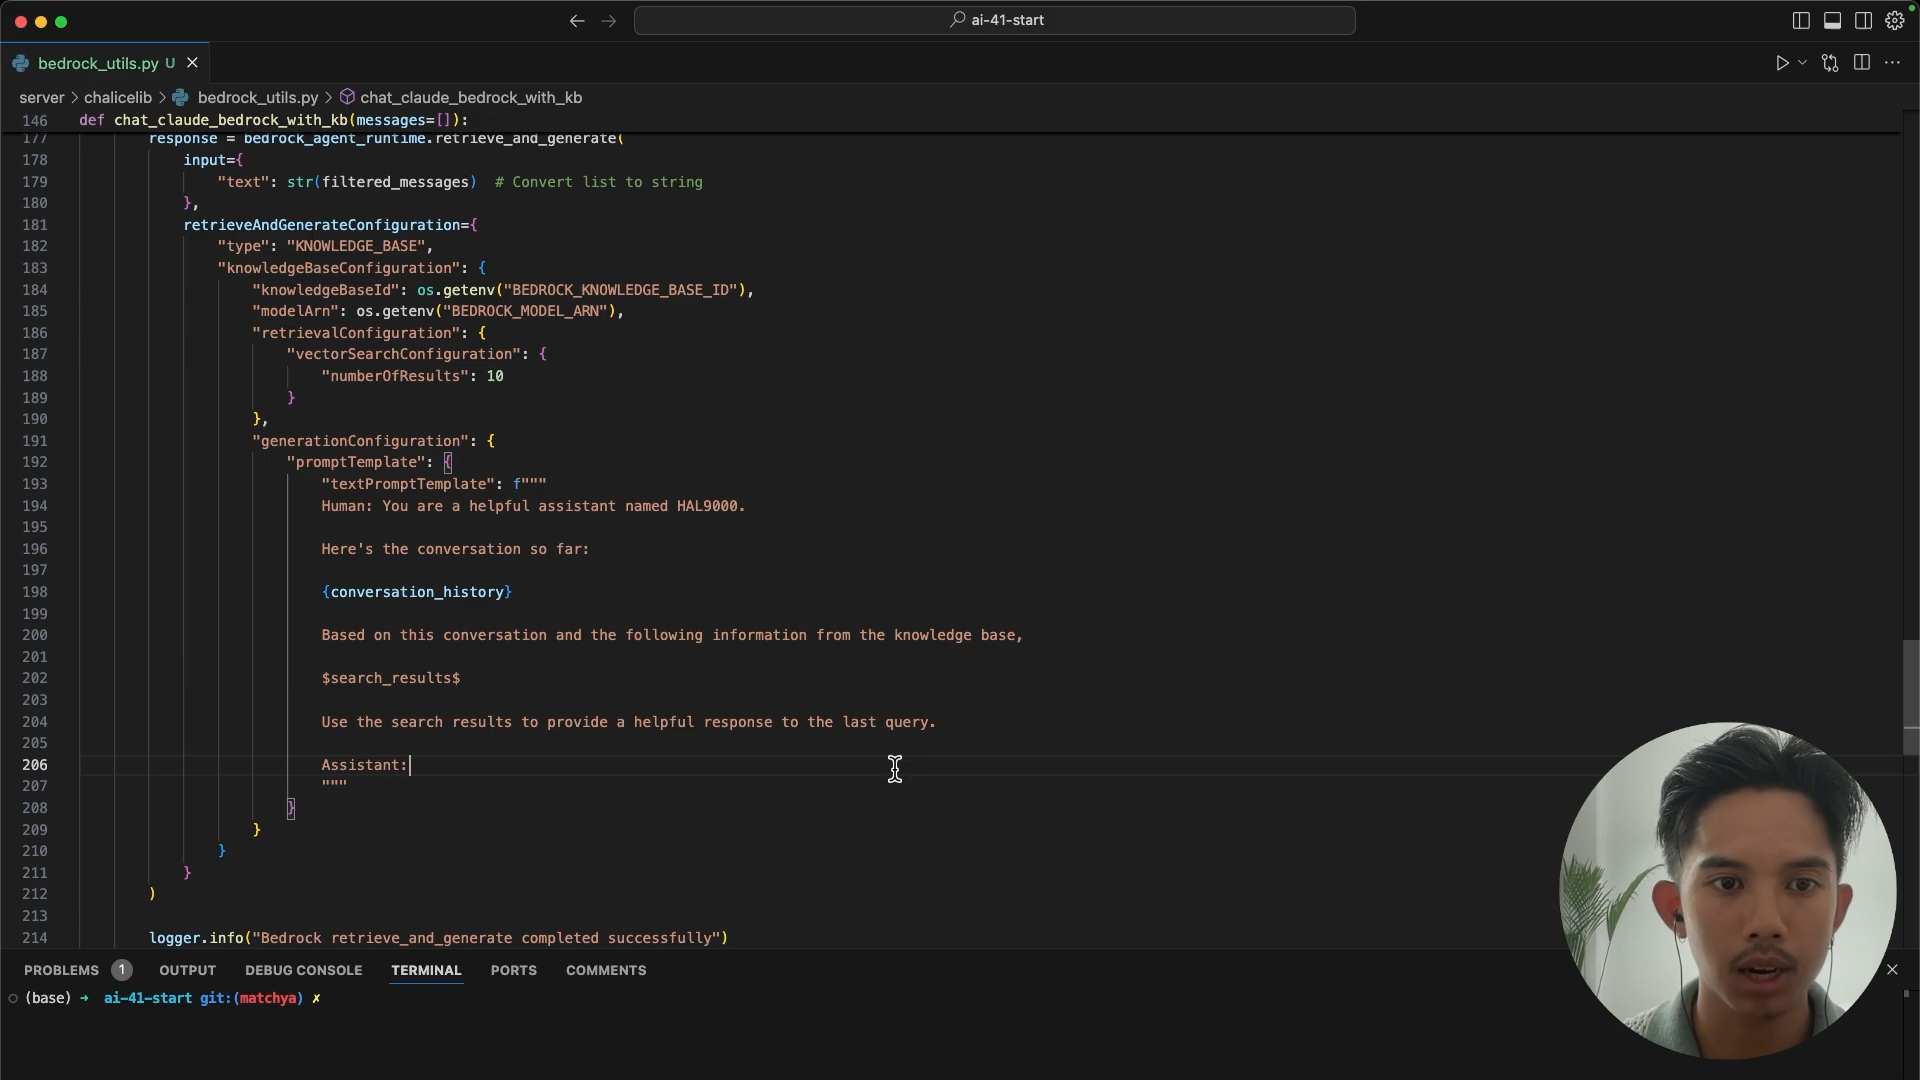 ai-41-start
bedrock_utils.py U
server > chalicelib > bedrock_utils.py > chat_claude_bedrock_with_kb
146 def chat_claude_bedrock_with_kb(messages=[]):
177 response = bedrock_agent_runtime.retrieve_and_generate(
178 input={
179 "text": str(filtered_messages)  # Convert list to string
180 },
181 retrieveAndGenerateConfiguration={
182 "type": "KNOWLEDGE_BASE",
183 "knowledgeBaseConfiguration": {
184 "knowledgeBaseId": os.getenv("BEDROCK_KNOWLEDGE_BASE_ID"),
185 "modelArn": os.getenv("BEDROCK_MODEL_ARN"),
186 "retrievalConfiguration": {
187 "vectorSearchConfiguration": {
188 "numberOfResults": 10
189 }
190 },
191 "generationConfiguration": {
192 "promptTemplate": {
193 "textPromptTemplate": f"""
194 Human: You are a helpful assistant named HAL9000.
195
196 Here's the conversation so far:
197
198 {conversation_history}
199
200 Based on this conversation and the following information from the knowledge base,
201
202 $search_results$
203
204 Use the search results to provide a helpful response to the last query.
205
206 Assistant:
207 """
208 }
209 }
210 }
211 }
212 )
213
214 logger.info("Bedrock retrieve_and_generate completed successfully")
PROBLEMS 1 OUTPUT DEBUG CONSOLE TERMINAL PORTS COMMENTS
(base) → ai-41-start git:(matchya) ✗